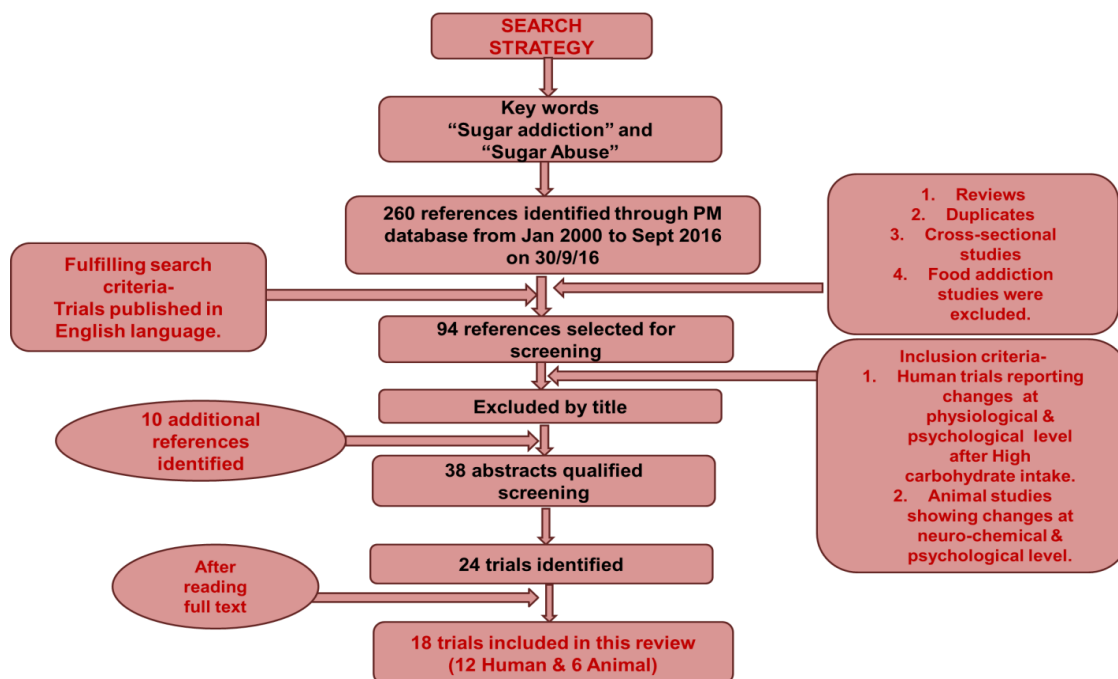 SEARCH
STRATEGY
Key words
“Sugar addiction” and
“Sugar Abuse”
260 references identified through PM
database from Jan 2000 to Sept 2016
on 30/9/16
1. Reviews
2. Duplicates
3. Cross-sectional
studies
4. Food addiction
studies were
excluded.
Fulfilling search
criteria-
Trials published in
English language.
94 references selected for
screening
Inclusion criteria-
1. Human trials reporting
changes at
physiological &
psychological level
after High
carbohydrate intake.
2. Animal studies
showing changes at
neuro-chemical &
psychological level.
Excluded by title
10 additional
references
identified
38 abstracts qualified
screening
24 trials identified
After
reading
full text
18 trials included in this review
(12 Human & 6 Animal)